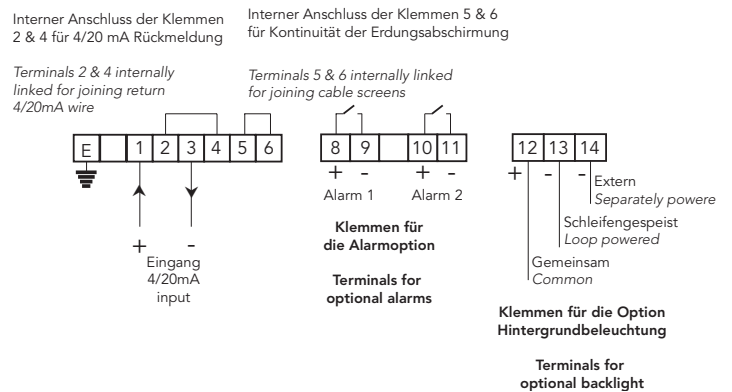 Interner Anschluss der Klemmen
2 & 4 für 4/20 mA Rückmeldung
Terminals 2 & 4 internally
linked for joining return
4/20mA wire
Interner Anschluss der Klemmen 5 & 6
für Kontinuität der Erdungsabschirmung
Terminals 5 & 6 internally linked
for joining cable screens
E 1 2 3 4 5 6
+ -
Eingang
4/20mA
input
8 9 10 11
+ - + -
Alarm 1 Alarm 2
Klemmen für
die Alarmoption
Terminals for
optional alarms
12 13 14
+ - -
Extern
Separately powere
Schleifengespeist
Loop powered
Gemeinsam
Common
Klemmen für die Option
Hintergrundbeleuchtung
Terminals for
optional backlight